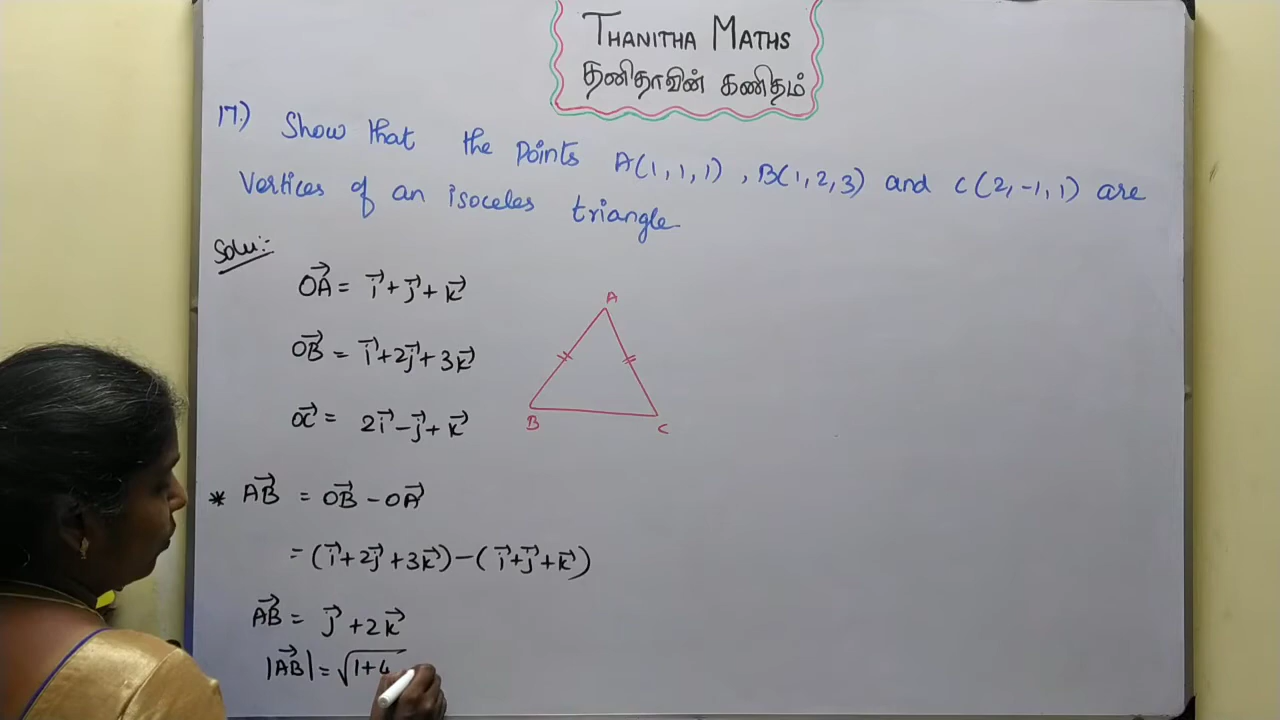 THANITHA MATHS
தனிதாவின் கணிதம்
17.) Show that the points A(1,1,1), B(1,2,3) and C(2,-1,1) are
vertices of an isoceles triangle.
Solu:-
OA⃗ = i⃗ + j⃗ + k⃗
A
OB⃗ = i⃗ + 2j⃗ + 3k⃗
OC⃗ = 2i⃗ - j⃗ + k⃗
B C
* AB⃗ = OB⃗ - OA⃗
= (i⃗ + 2j⃗ + 3k⃗) - (i⃗ + j⃗ + k⃗)
AB⃗ = j⃗ + 2k⃗
|AB⃗| = √1+4